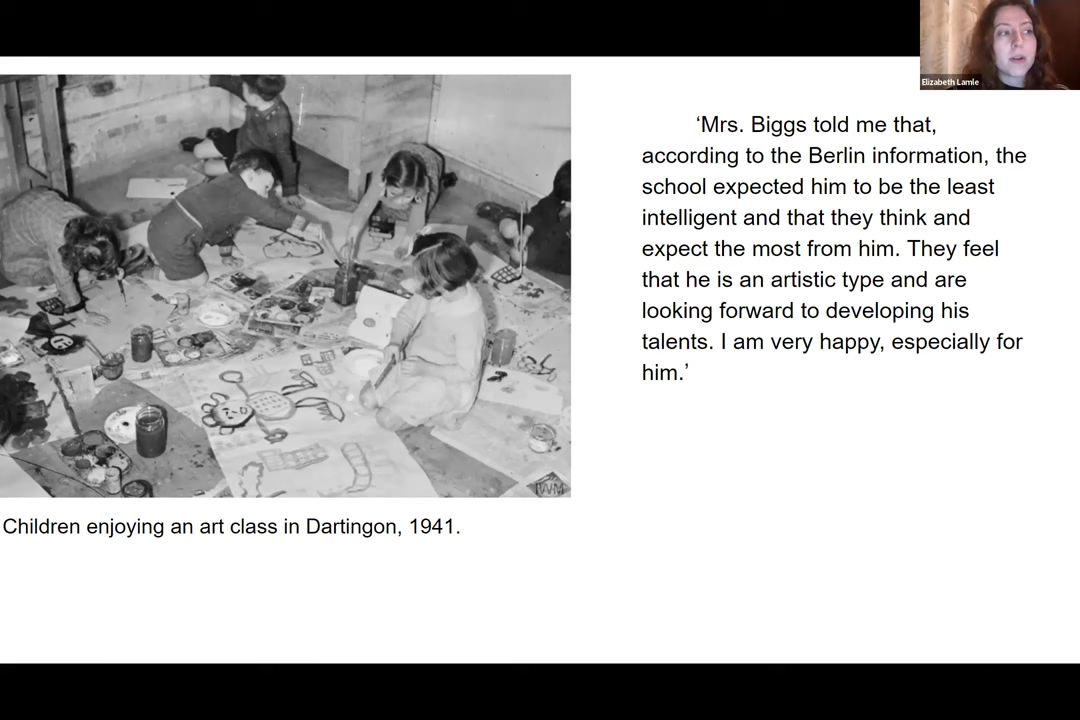 Elizabeth Lamle
‘Mrs. Biggs told me that,
according to the Berlin information, the
school expected him to be the least
intelligent and that they think and
expect the most from him. They feel
that he is an artistic type and are
looking forward to developing his
talents. I am very happy, especially for
him.’
IWM
Children enjoying an art class in Dartingon, 1941.